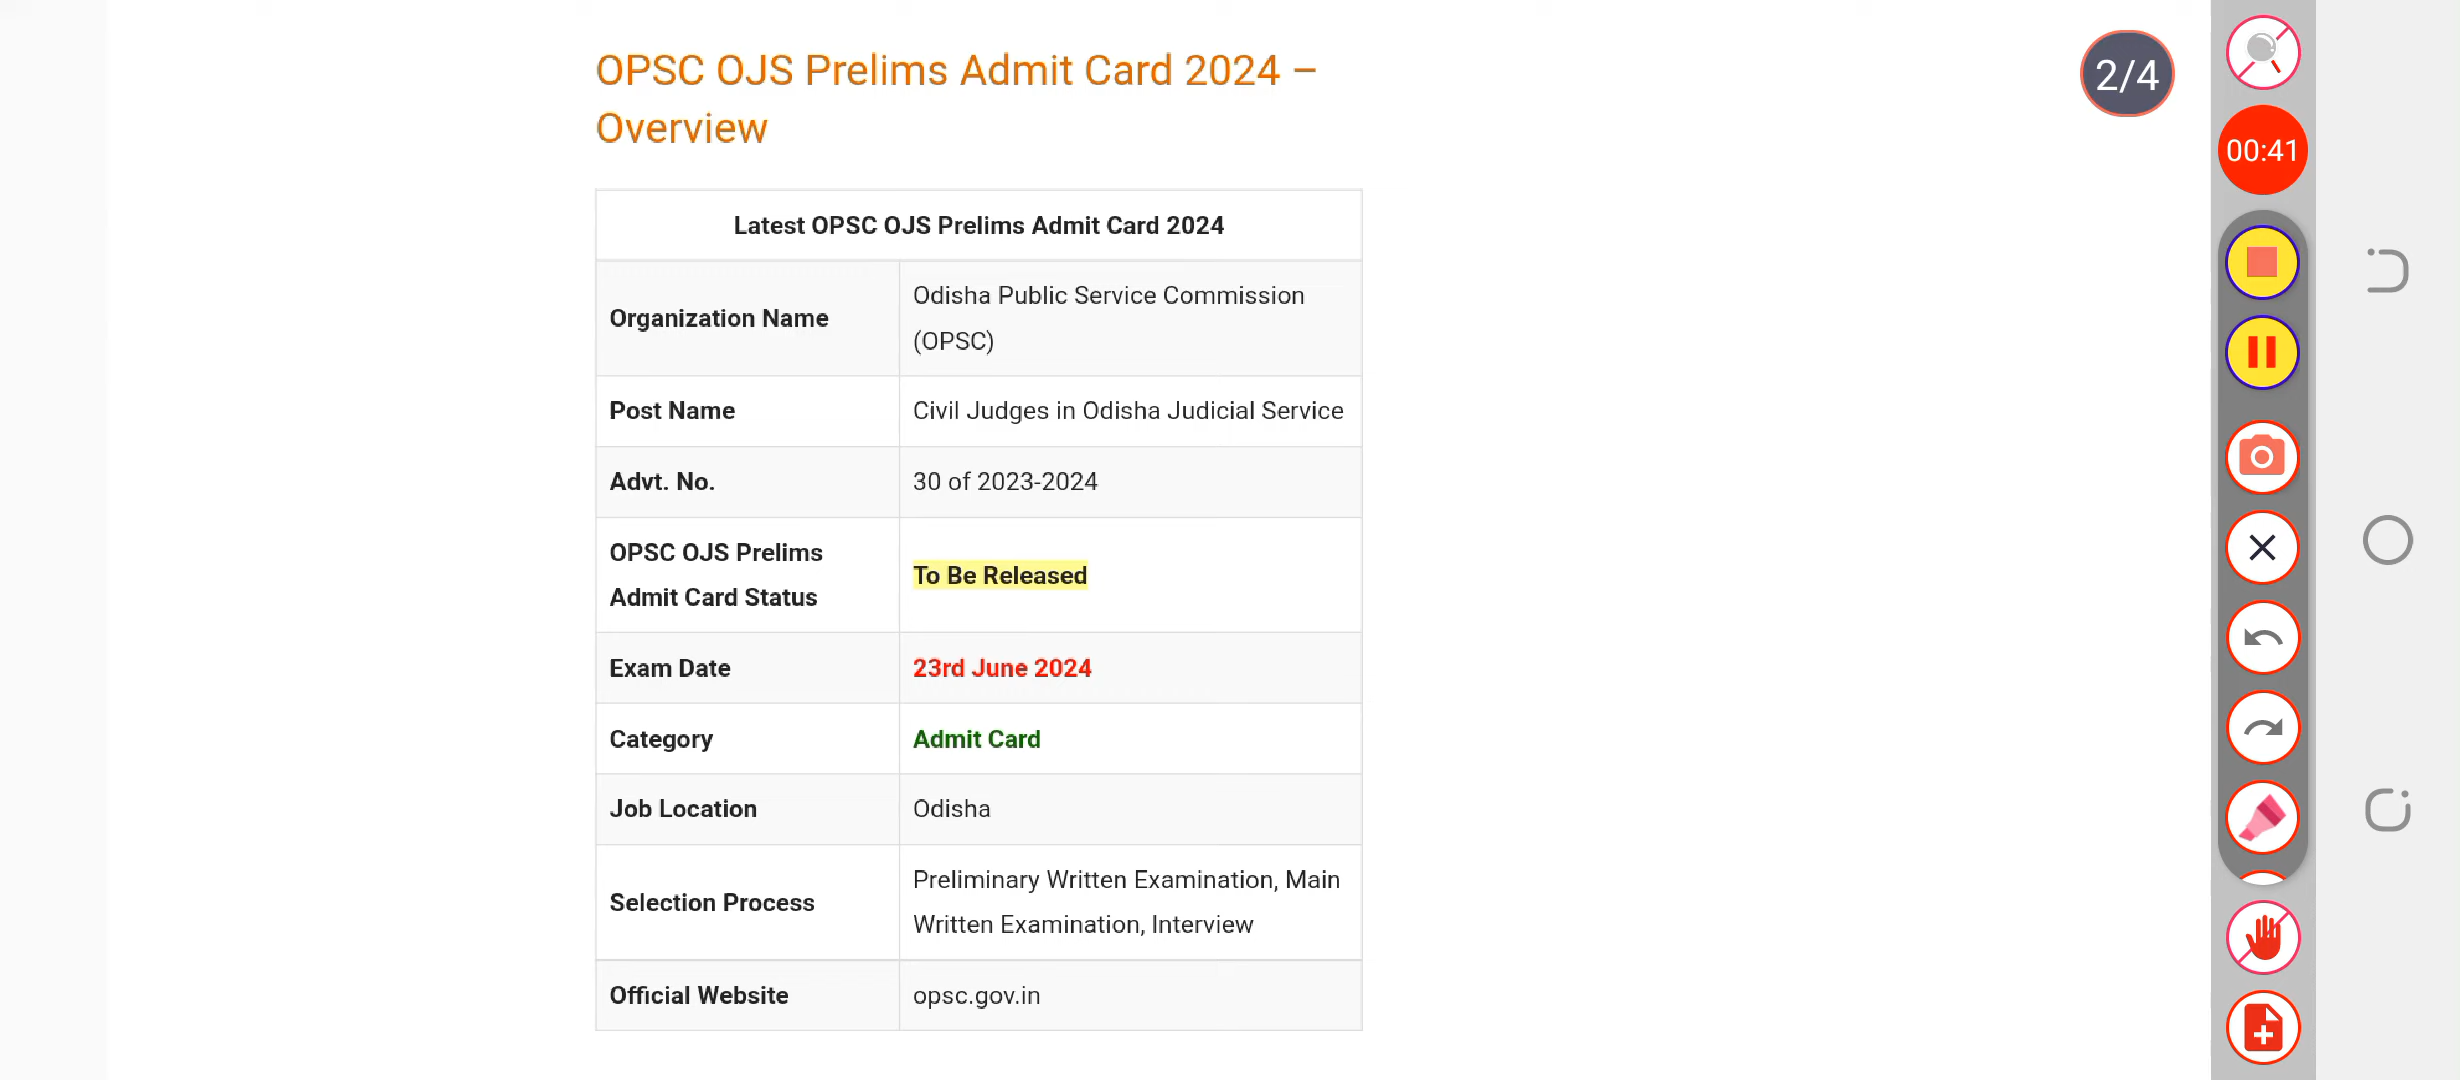 OPSC OJS Prelims Admit Card 2024 –
Overview
2/4
00:41
Latest OPSC OJS Prelims Admit Card 2024
Organization Name
Odisha Public Service Commission
(OPSC)
Post Name
Civil Judges in Odisha Judicial Service
Advt. No.
30 of 2023-2024
OPSC OJS Prelims
Admit Card Status
To Be Released
Exam Date
23rd June 2024
Category
Admit Card
Job Location
Odisha
Selection Process
Preliminary Written Examination, Main
Written Examination, Interview
Official Website
opsc.gov.in